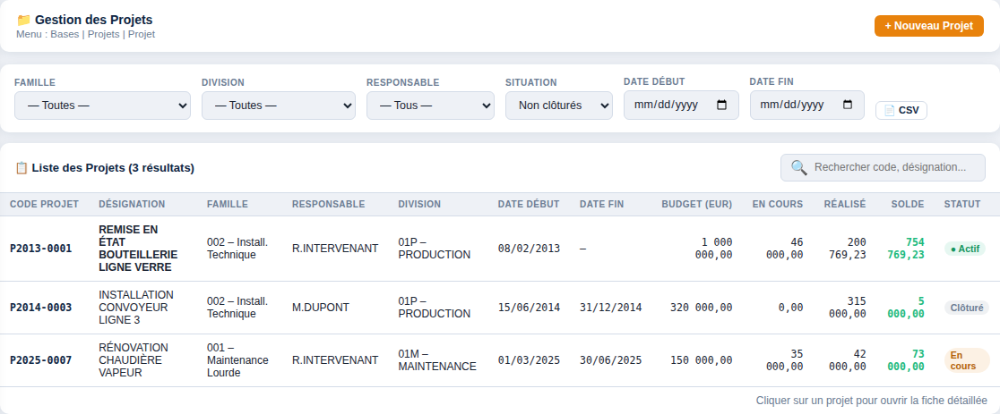 📁 Gestion des Projets
Menu : Bases | Projets | Projet
+ Nouveau Projet
FAMILLE DIVISION RESPONSABLE SITUATION DATE DÉBUT DATE FIN
— Toutes — — Toutes — — Tous — Non clôturés mm/dd/yyyy mm/dd/yyyy 📄 CSV
📋 Liste des Projets (3 résultats)
🔍 Rechercher code, désignation...
CODE PROJET DÉSIGNATION FAMILLE RESPONSABLE DIVISION DATE DÉBUT DATE FIN BUDGET (EUR) EN COURS RÉALISÉ SOLDE STATUT
P2013-0001
REMISE EN
ÉTAT
BOUTEILLERIE
LIGNE VERRE
002 – Install.
Technique
R.INTERVENANT
01P –
PRODUCTION
08/02/2013
–
1 000
000,00
46
000,00
200
769,23
754
769,23
● Actif
P2014-0003
INSTALLATION
CONVOYEUR
LIGNE 3
002 – Install.
Technique
M.DUPONT
01P –
PRODUCTION
15/06/2014
31/12/2014
320 000,00
0,00
315
000,00
5
000,00
Clôturé
P2025-0007
RÉNOVATION
CHAUDIÈRE
VAPEUR
001 –
Maintenance
Lourde
R.INTERVENANT
01M –
MAINTENANCE
01/03/2025
30/06/2025
150 000,00
35
000,00
42
000,00
73
000,00
En
cours
Cliquer sur un projet pour ouvrir la fiche détaillée